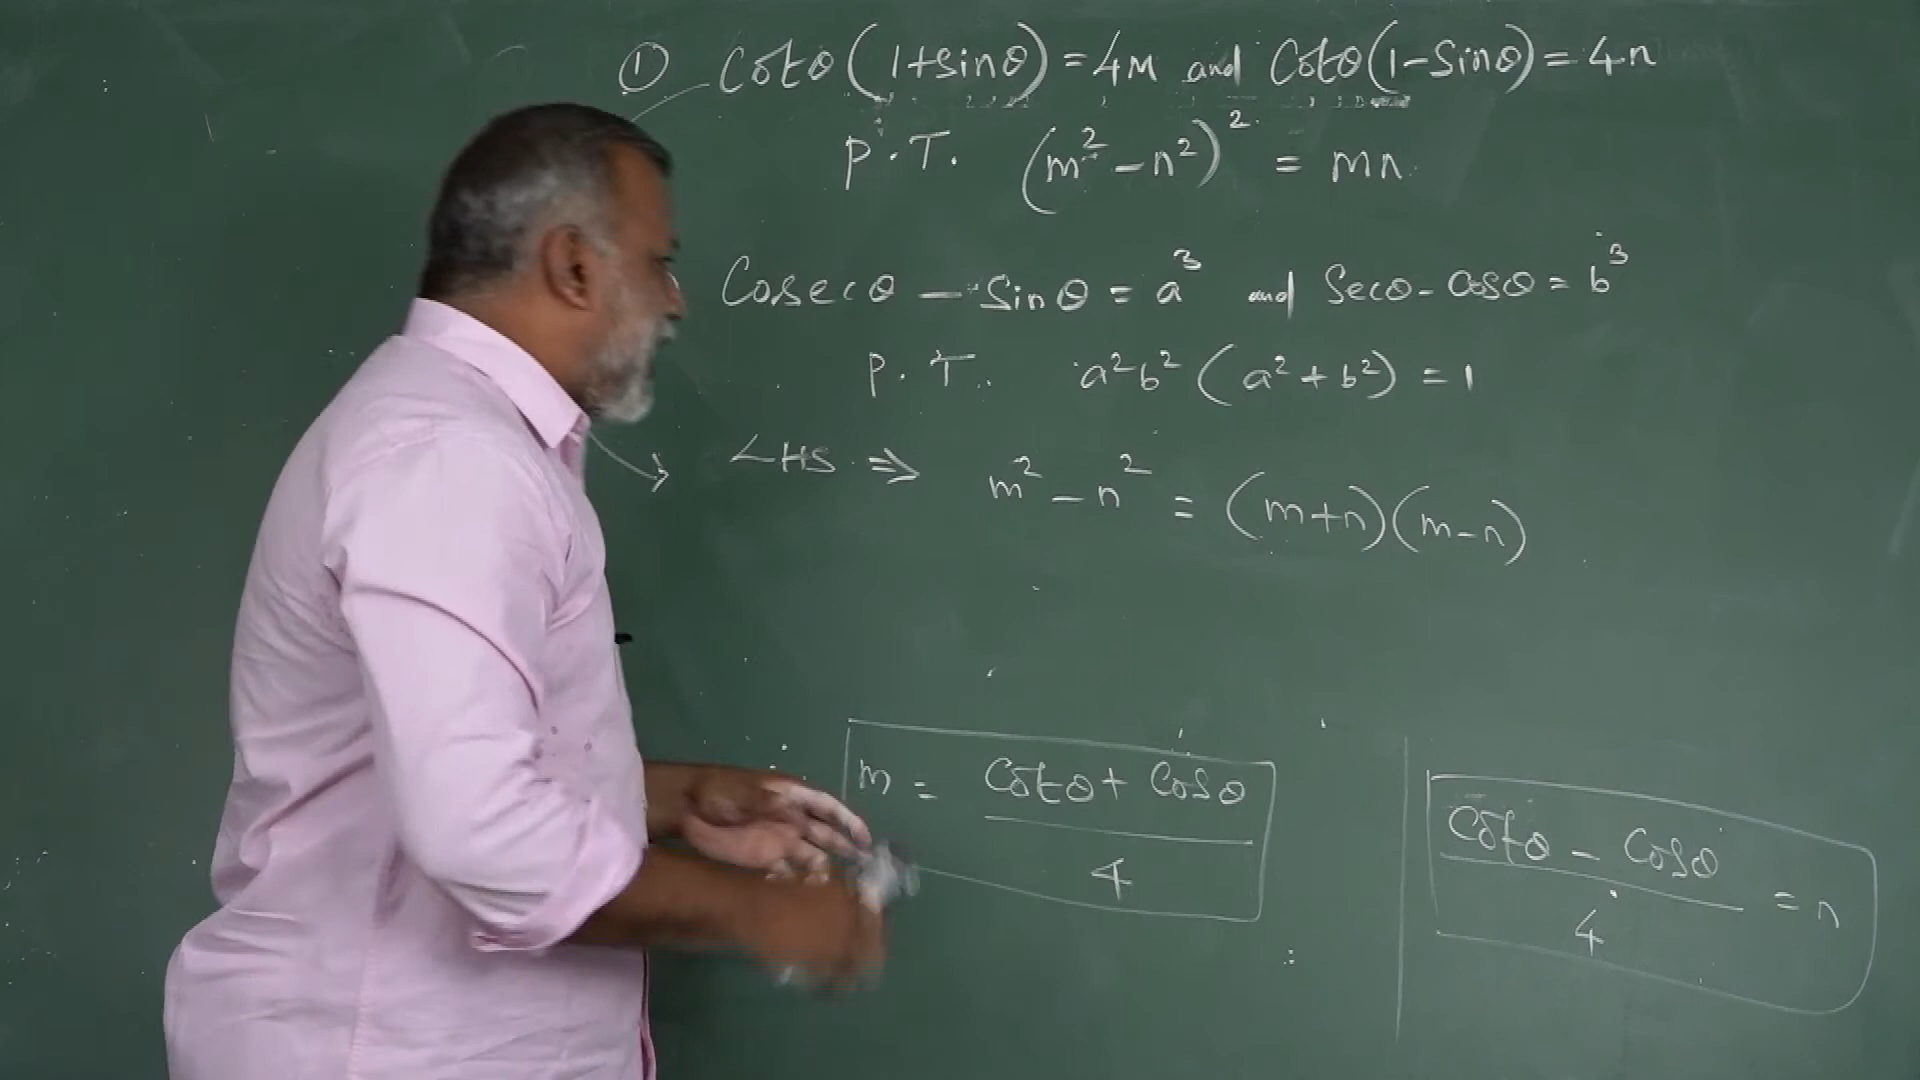 ① Cotθ (1+sinθ) = 4m and Cotθ (1-Sinθ) = 4n
P.T. (m² - n²)² = mn
Cosecθ - Sinθ = a³ and Secθ - Cosθ = b³
P.T. a²b² (a² + b²) = 1
LHS ⇒ m² - n² = (m+n)(m-n)
m = Cotθ + Cosθ / 4
Cotθ - Cosθ / 4 = n